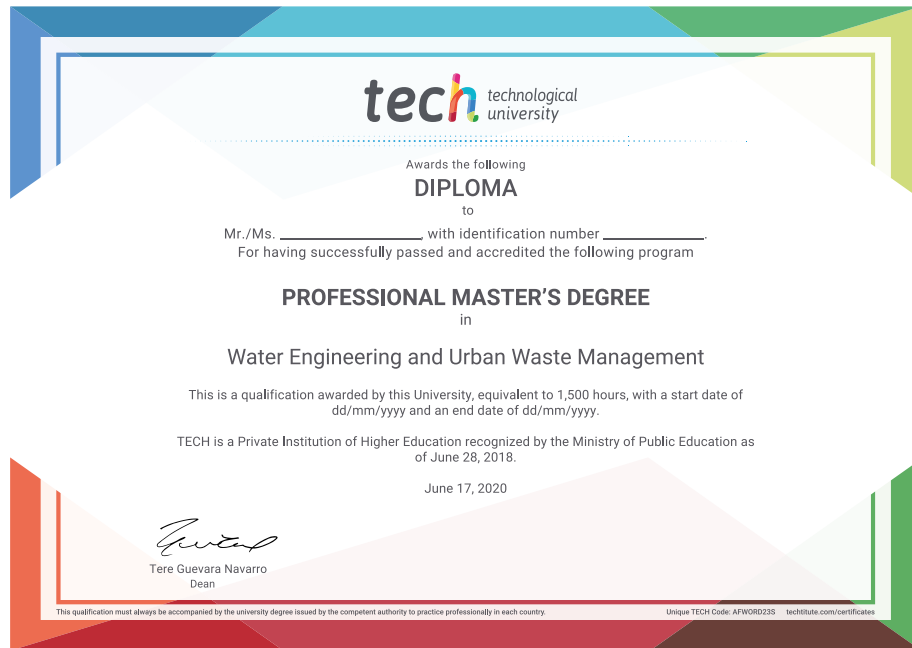 tech technological
university
Awards the following
DIPLOMA
to
Mr./Ms. ____________________, with identification number ______________.
For having successfully passed and accredited the following program
PROFESSIONAL MASTER'S DEGREE
in
Water Engineering and Urban Waste Management
This is a qualification awarded by this University, equivalent to 1,500 hours, with a start date of
dd/mm/yyyy and an end date of dd/mm/yyyy.
TECH is a Private Institution of Higher Education recognized by the Ministry of Public Education as
of June 28, 2018.
June 17, 2020
Tere Guevara Navarro
Dean
This qualification must always be accompanied by the university degree issued by the competent authority to practice professionally in each country. Unique TECH Code: AFWORD23S techtitute.com/certificates